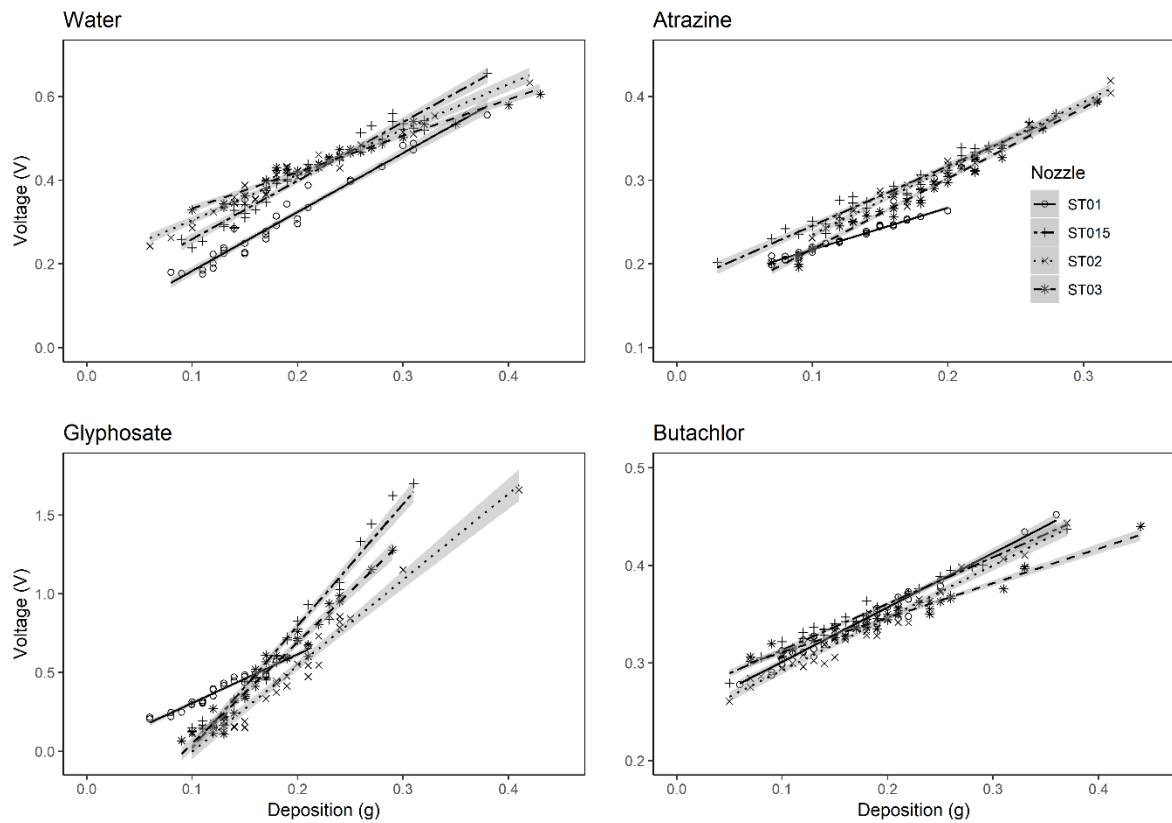 Water
Atrazine
Voltage (V)
0.6
0.4
0.2
0.0
0.0 0.1 0.2 0.3 0.4
0.4
0.3
0.2
0.1
0.0 0.1 0.2 0.3
Nozzle
ST01
ST015
ST02
ST03
Glyphosate
Butachlor
Voltage (V)
1.5
1.0
0.5
0.0
0.0 0.1 0.2 0.3 0.4
Deposition (g)
0.5
0.4
0.3
0.2
0.0 0.1 0.2 0.3 0.4
Deposition (g)